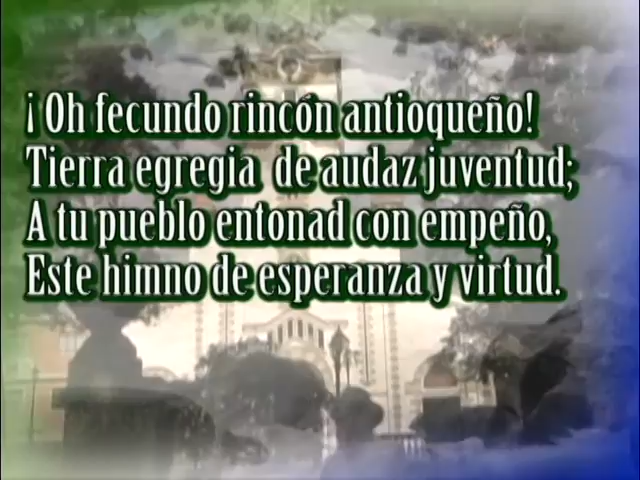 ¡ Oh fecundo rincón antioqueño!
Tierra egregia de audaz juventud;
A tu pueblo entonad con empeño,
Este himno de esperanza y virtud.